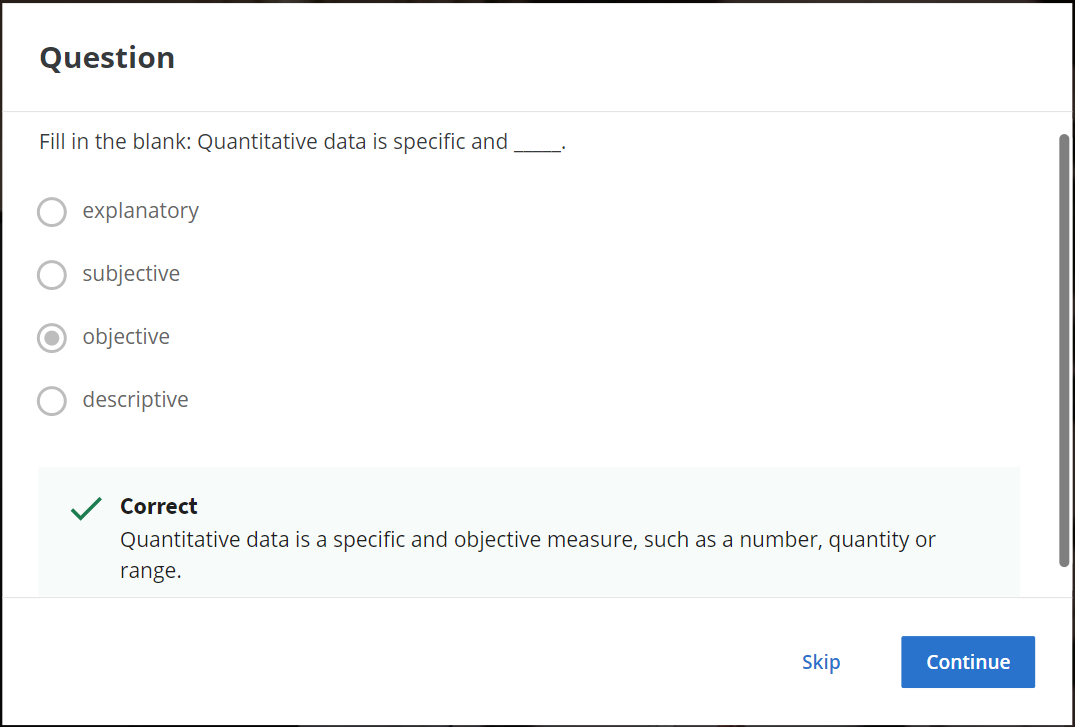 Question
Fill in the blank: Quantitative data is specific and _____.
explanatory
subjective
objective
descriptive
Correct
Quantitative data is a specific and objective measure, such as a number, quantity or
range.
Skip
Continue